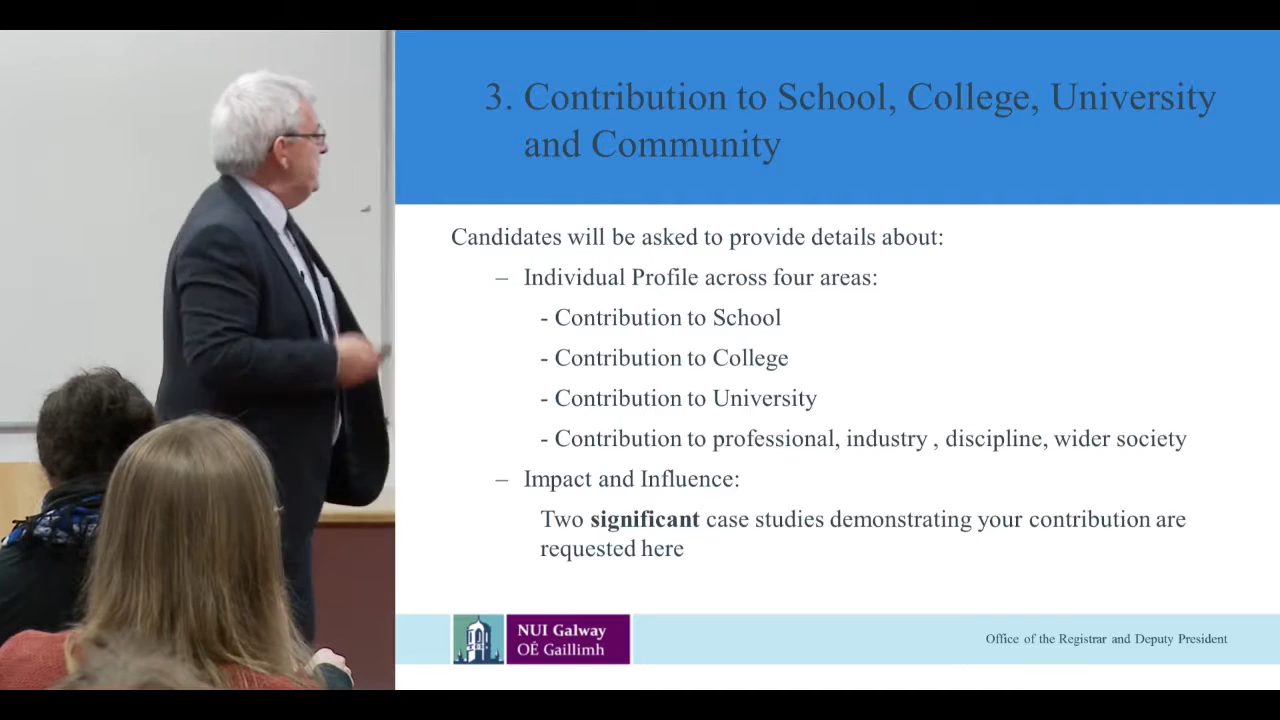 3. Contribution to School, College, University
and Community
Candidates will be asked to provide details about:
– Individual Profile across four areas:
- Contribution to School
- Contribution to College
- Contribution to University
- Contribution to professional, industry , discipline, wider society
– Impact and Influence:
Two significant case studies demonstrating your contribution are
requested here
NUI Galway
OÉ Gaillimh
Office of the Registrar and Deputy President